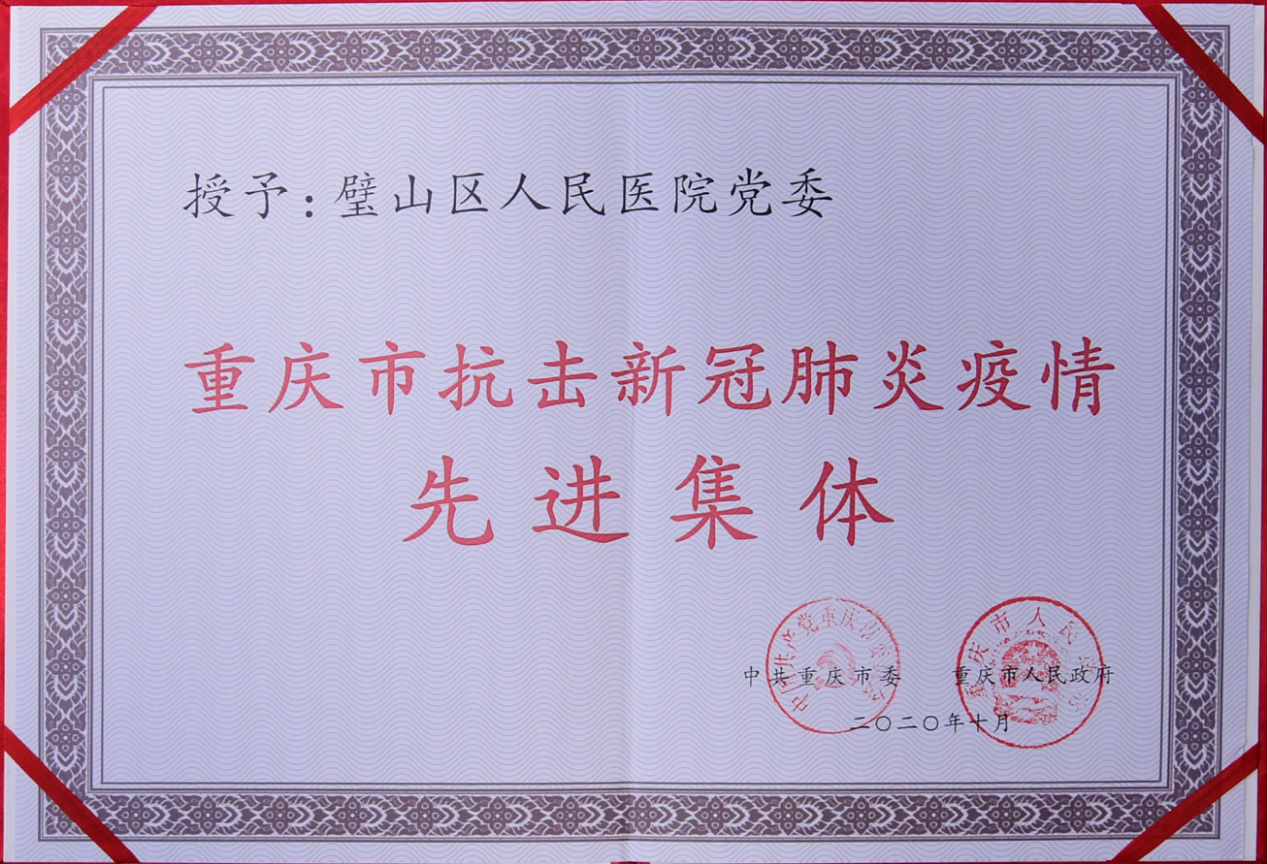 授予:璧山区人民医院党委
重庆市抗击新冠肺炎疫情
先进集体
中共重庆市委 重庆市人民政府
二〇二〇年十月